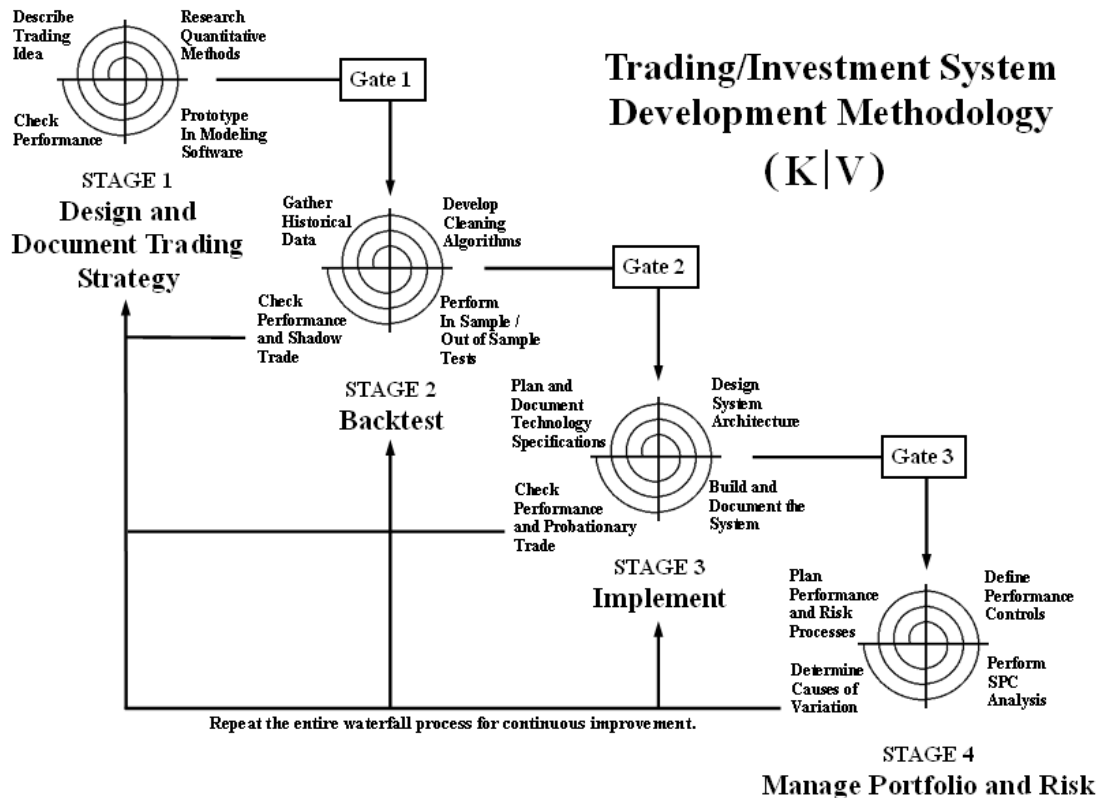 Trading/Investment System
Development Methodology
(K|V)
Describe
Trading
Idea
Research
Quantitative
Methods
Check
Performance
Prototype
In Modeling
Software
Gate 1
STAGE 1
Design and
Document Trading
Strategy
Gather
Historical
Data
Develop
Cleaning
Algorithms
Check
Performance
and Shadow
Trade
Perform
In Sample /
Out of Sample
Tests
Gate 2
STAGE 2
Backtest
Plan and
Document
Technology
Specifications
Design
System
Architecture
Check
Performance
and Probationary
Trade
Build and
Document the
System
Gate 3
STAGE 3
Implement
Plan
Performance
and Risk
Processes
Define
Performance
Controls
Determine
Causes of
Variation
Perform
SPC
Analysis
Repeat the entire waterfall process for continuous improvement.
STAGE 4
Manage Portfolio and Risk